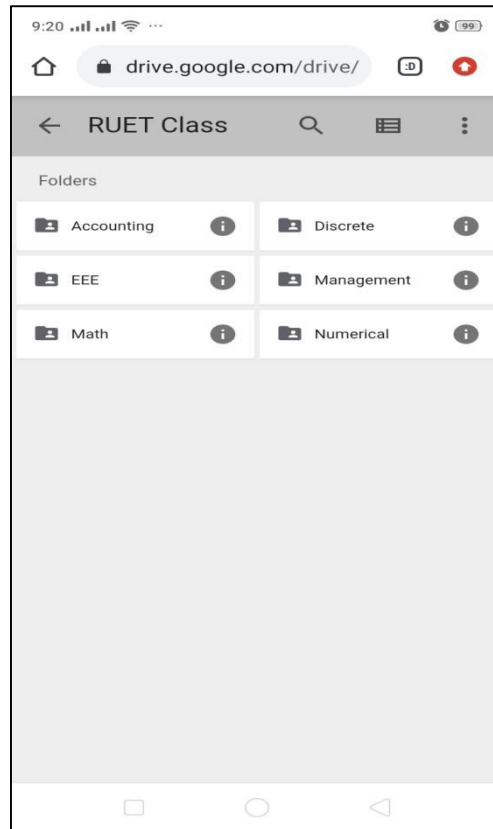 9:20 ... 99
drive.google.com/drive/ :D
RUET Class
Folders
Accounting Discrete
EEE Management
Math Numerical